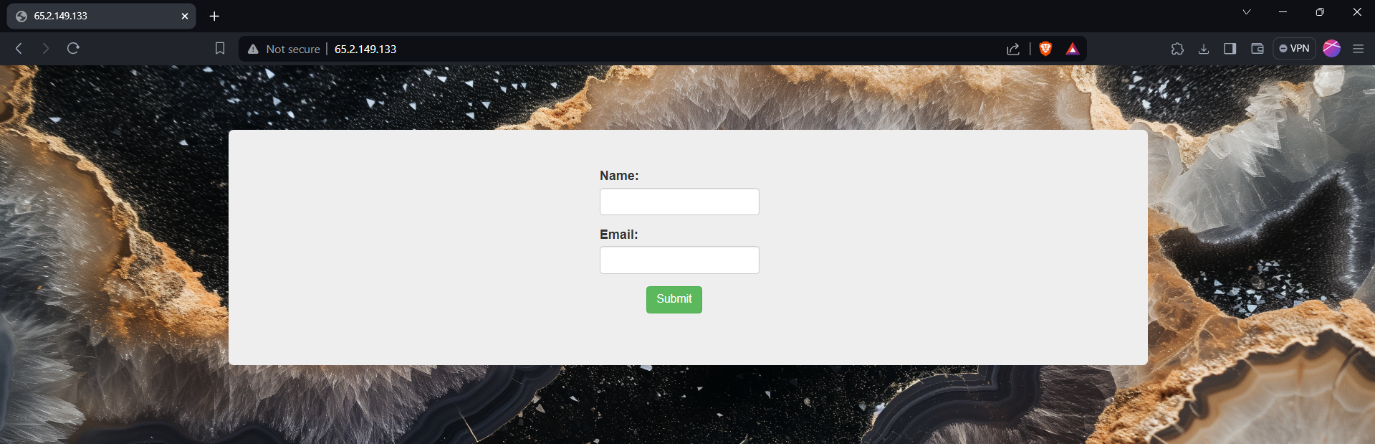 65.2.149.133
Not secure
65.2.149.133
VPN
Name:
Email:
Submit